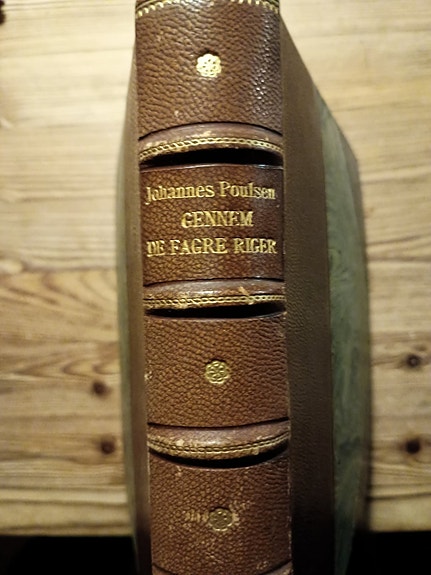 Johannes Poulsen
GENNEM
DE FAGRE RIGER